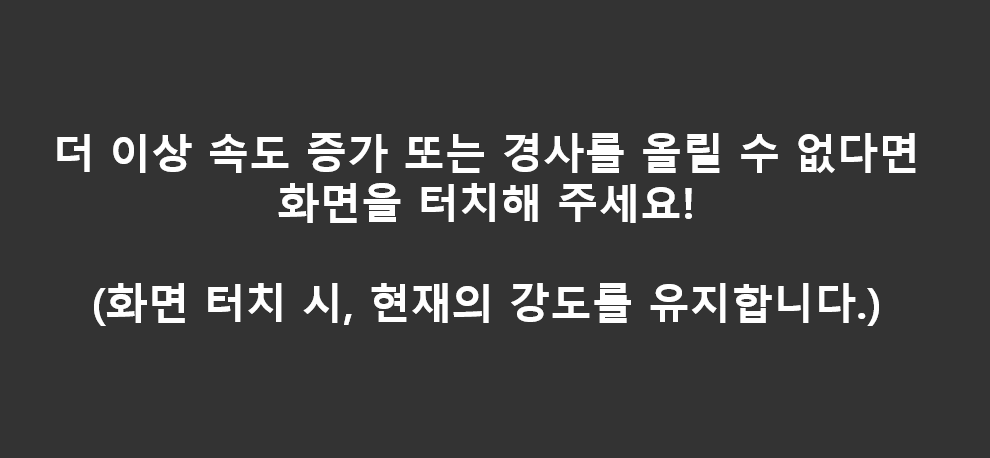 더 이상 속도 증가 또는 경사를 올릴 수 없다면
화면을 터치해 주세요!
(화면 터치 시, 현재의 강도를 유지합니다.)